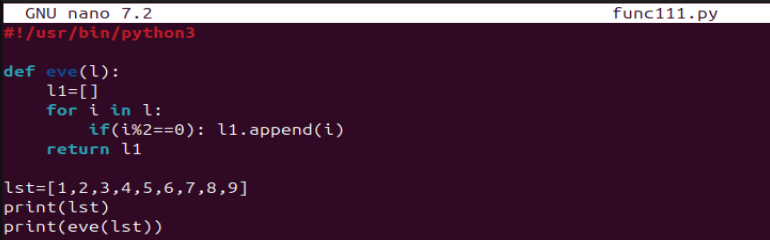 GNU nano 7.2 func111.py
#!/usr/bin/python3

def eve(l):
    l1=[]
    for i in l:
        if(i%2==0): l1.append(i)
    return l1

lst=[1,2,3,4,5,6,7,8,9]
print(lst)
print(eve(lst))